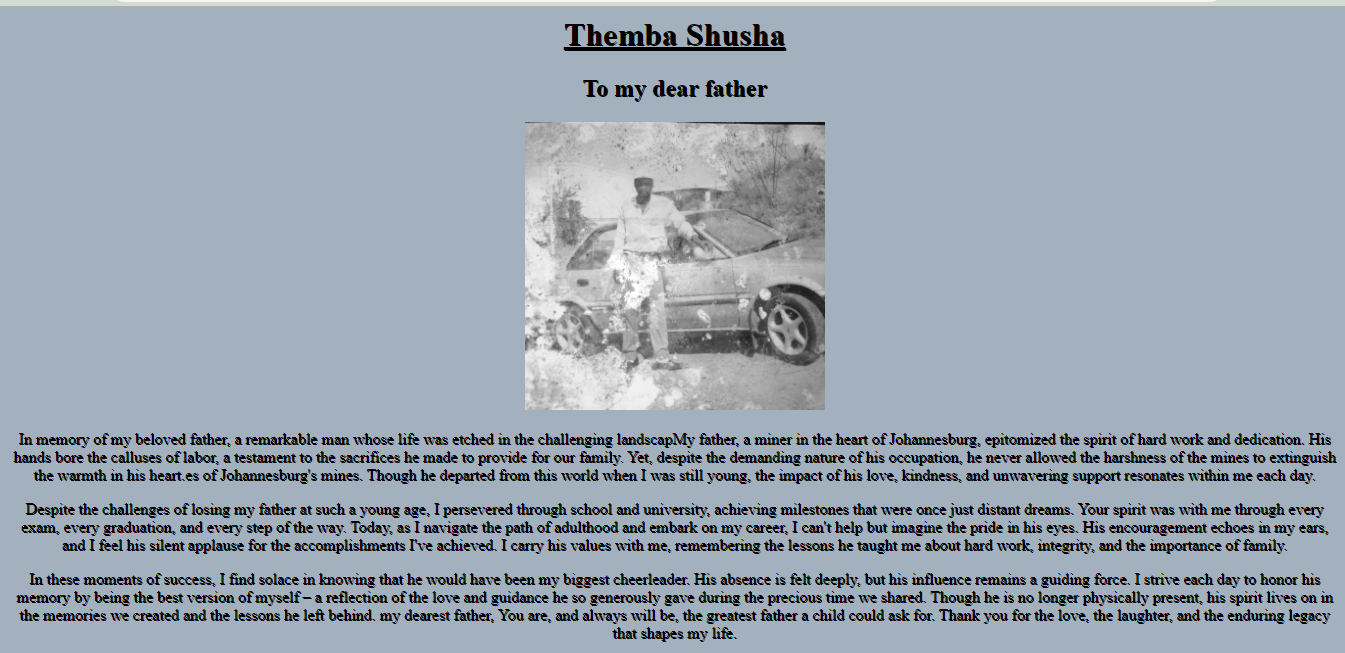 Themba Shusha
To my dear father
In memory of my beloved father, a remarkable man whose life was etched in the challenging landscapMy father, a miner in the heart of Johannesburg, epitomized the spirit of hard work and dedication. His
hands bore the calluses of labor, a testament to the sacrifices he made to provide for our family. Yet, despite the demanding nature of his occupation, he never allowed the harshness of the mines to extinguish
the warmth in his heart.es of Johannesburg's mines. Though he departed from this world when I was still young, the impact of his love, kindness, and unwavering support resonates within me each day.
Despite the challenges of losing my father at such a young age, I persevered through school and university, achieving milestones that were once just distant dreams. Your spirit was with me through every
exam, every graduation, and every step of the way. Today, as I navigate the path of adulthood and embark on my career, I can't help but imagine the pride in his eyes. His encouragement echoes in my ears,
and I feel his silent applause for the accomplishments I've achieved. I carry his values with me, remembering the lessons he taught me about hard work, integrity, and the importance of family.
In these moments of success, I find solace in knowing that he would have been my biggest cheerleader. His absence is felt deeply, but his influence remains a guiding force. I strive each day to honor his
memory by being the best version of myself – a reflection of the love and guidance he so generously gave during the precious time we shared. Though he is no longer physically present, his spirit lives on in
the memories we created and the lessons he left behind. my dearest father, You are, and always will be, the greatest father a child could ask for. Thank you for the love, the laughter, and the enduring legacy
that shapes my life.